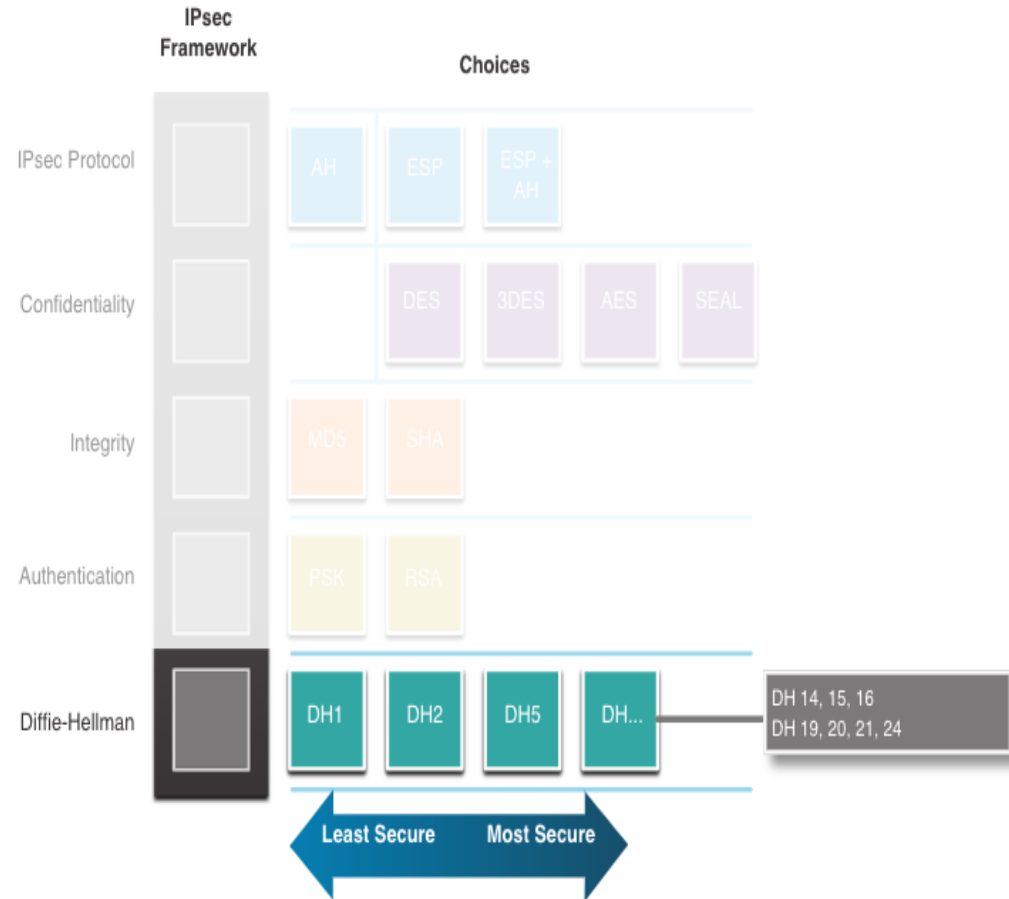 IPsec
Framework
Choices
IPsec Protocol
AH
ESP
ESP +
AH
Confidentiality
DES
3DES
AES
SEAL
Integrity
MD5
SHA
Authentication
PSK
RSA
Diffie-Hellman
DH1
DH2
DH5
DH...
DH 14, 15, 16
DH 19, 20, 21, 24
Least Secure
Most Secure